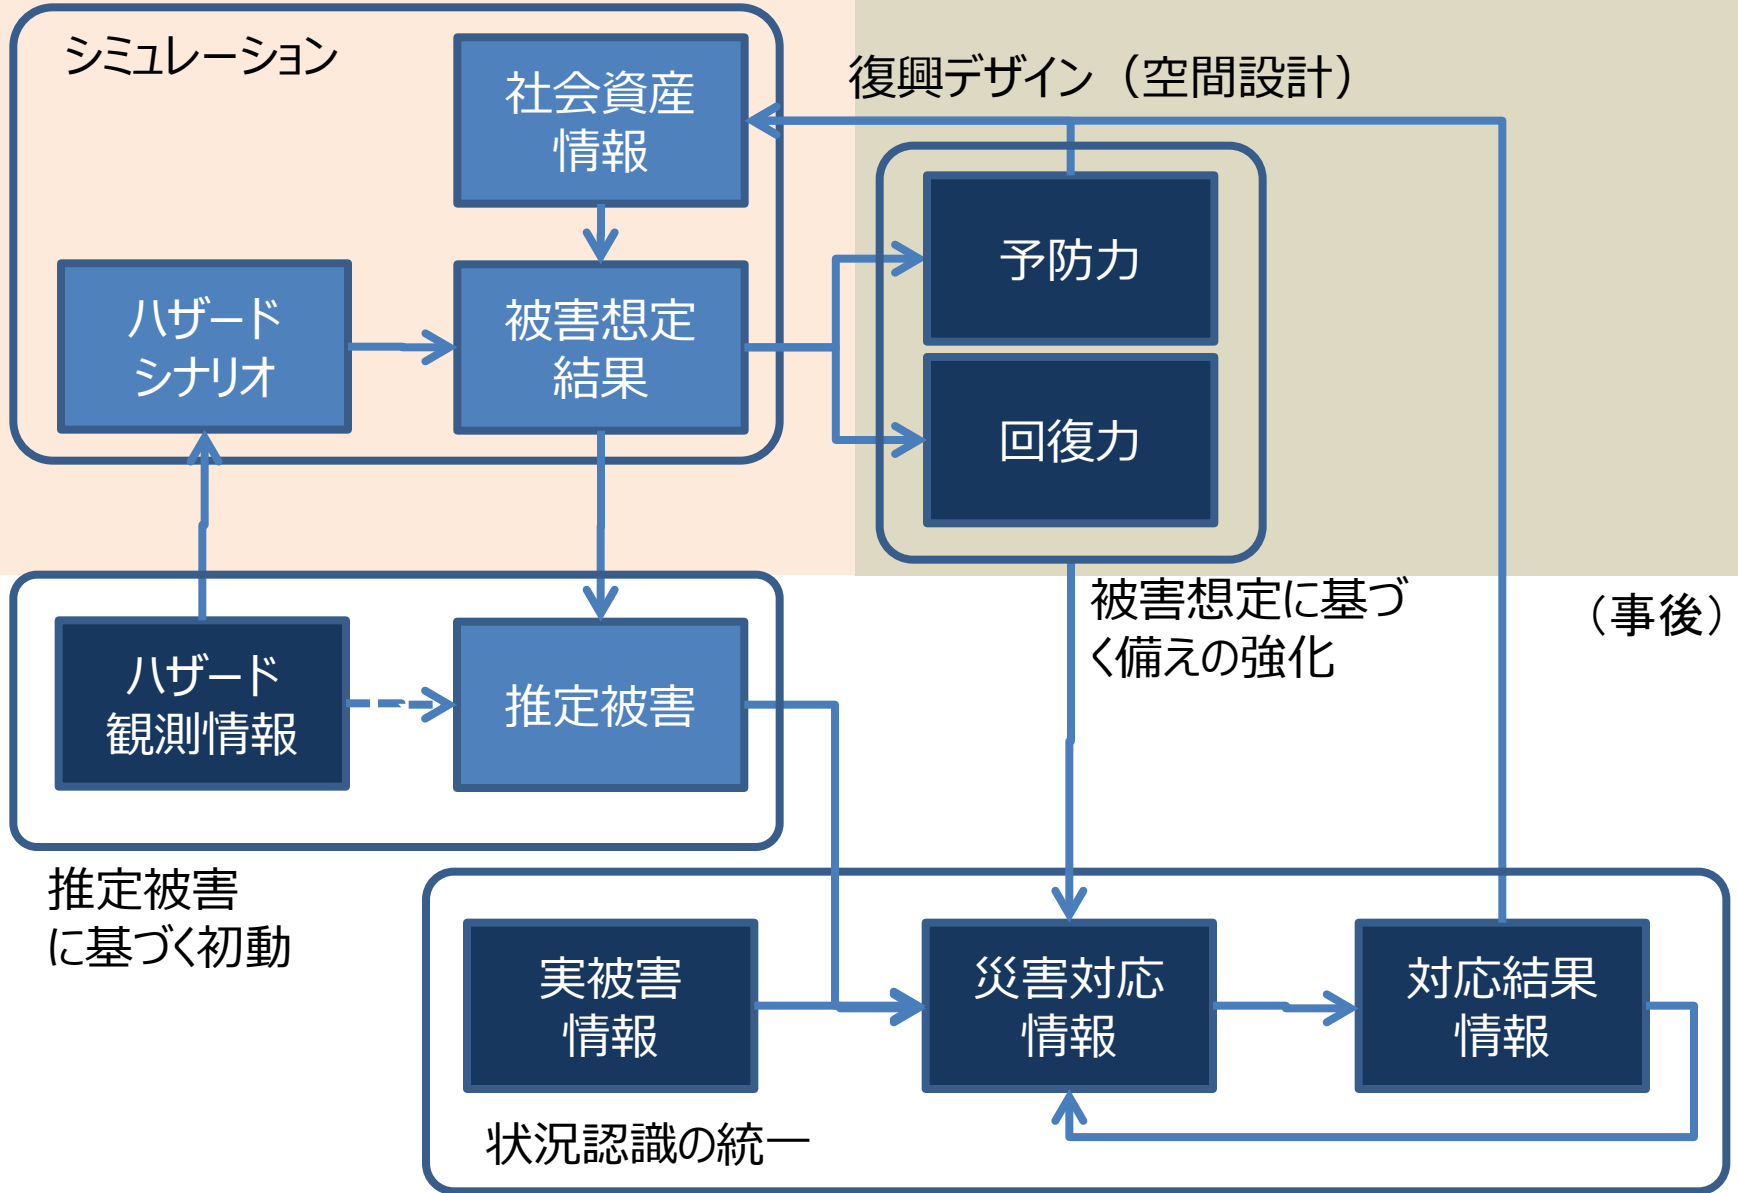 シミュレーション
社会資産
情報
復興デザイン（空間設計）
ハザード
シナリオ
被害想定
結果
予防力
回復力
被害想定に基づ
く備えの強化
（事後）
ハザード
観測情報
推定被害
推定被害
に基づく初動
実被害
情報
災害対応
情報
対応結果
情報
状況認識の統一